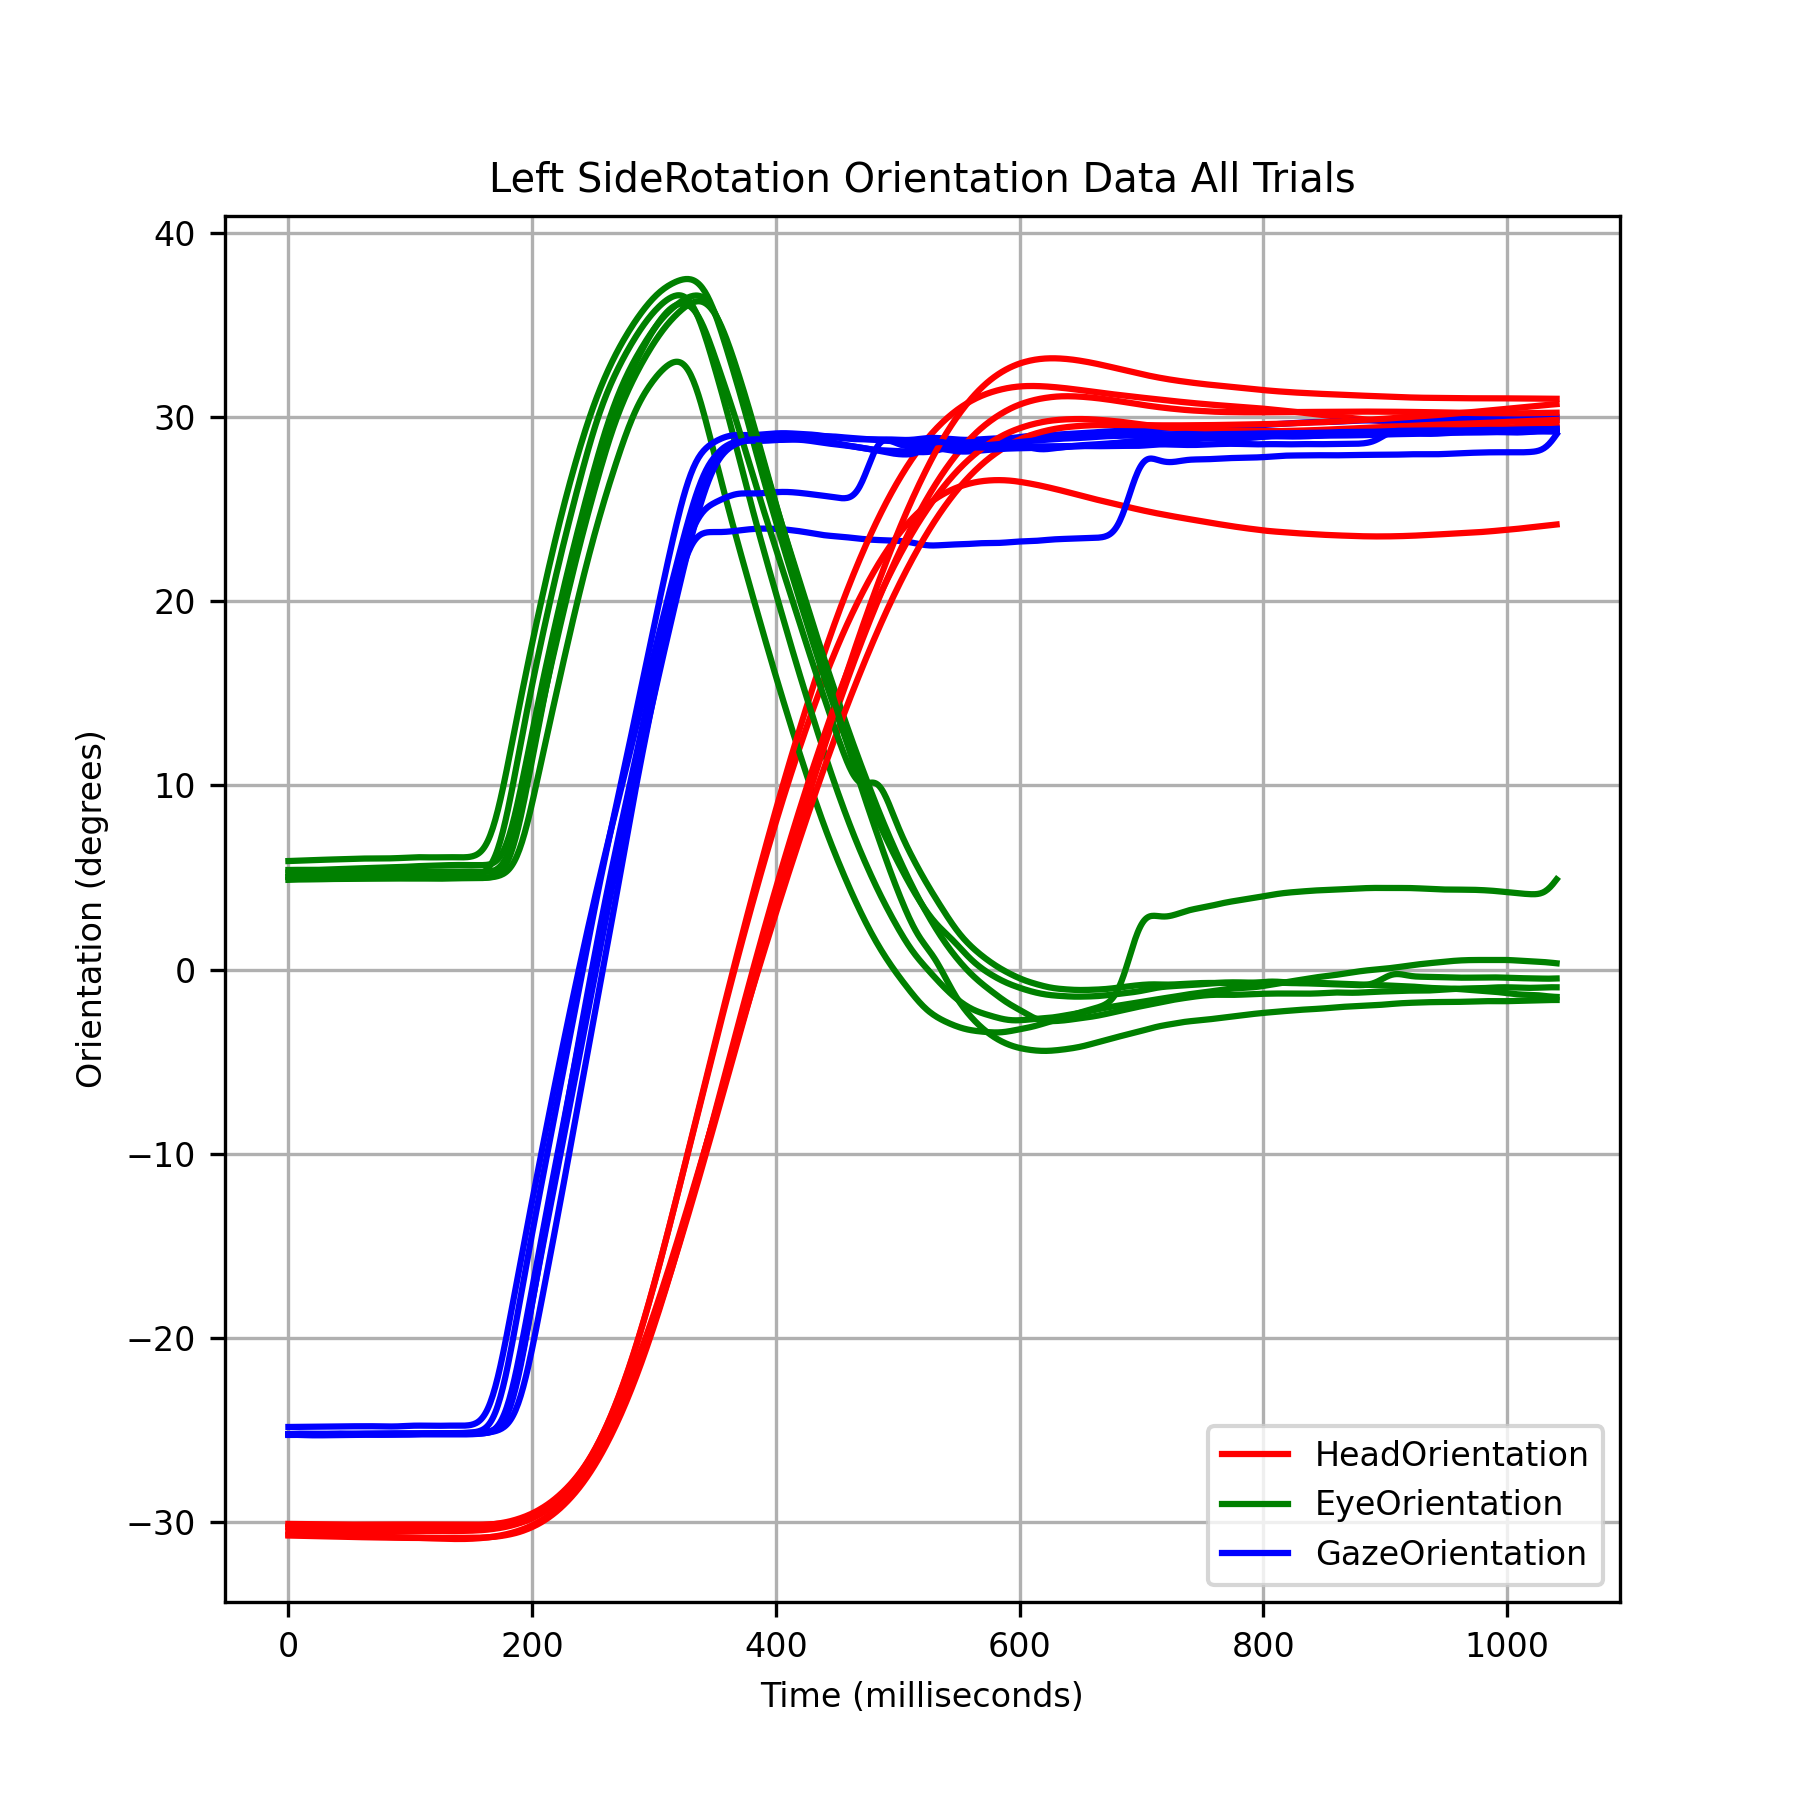 Left SideRotation Orientation Data All Trials
40
30
20
10
0
−10
−20
−30
Orientation (degrees)
0 200 400 600 800 1000
Time (milliseconds)
HeadOrientation
EyeOrientation
GazeOrientation